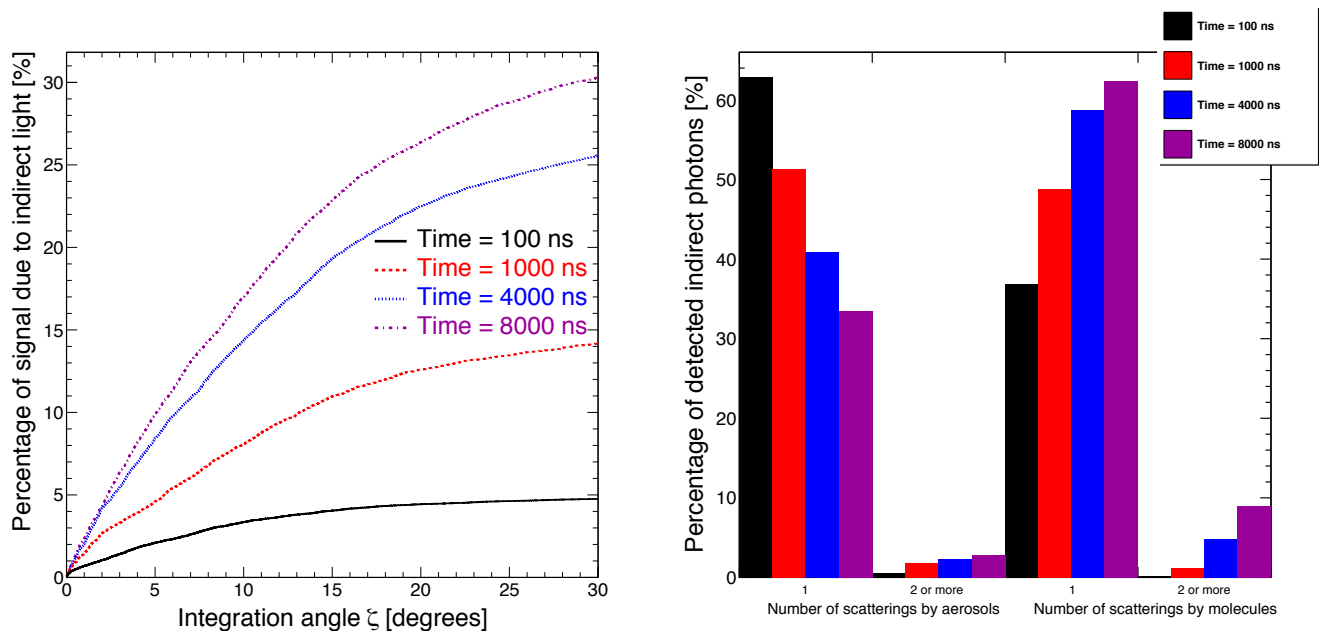 Percentage of signal due to indirect light [%]
30
25
20
15
10
5
0
Time = 100 ns
Time = 1000 ns
Time = 4000 ns
Time = 8000 ns
0 5 10 15 20 25 30
Integration angle ζ [degrees]
Percentage of detected indirect photons [%]
60
50
40
30
20
10
0
Time = 100 ns
Time = 1000 ns
Time = 4000 ns
Time = 8000 ns
1 2 or more 1 2 or more
Number of scatterings by aerosols Number of scatterings by molecules